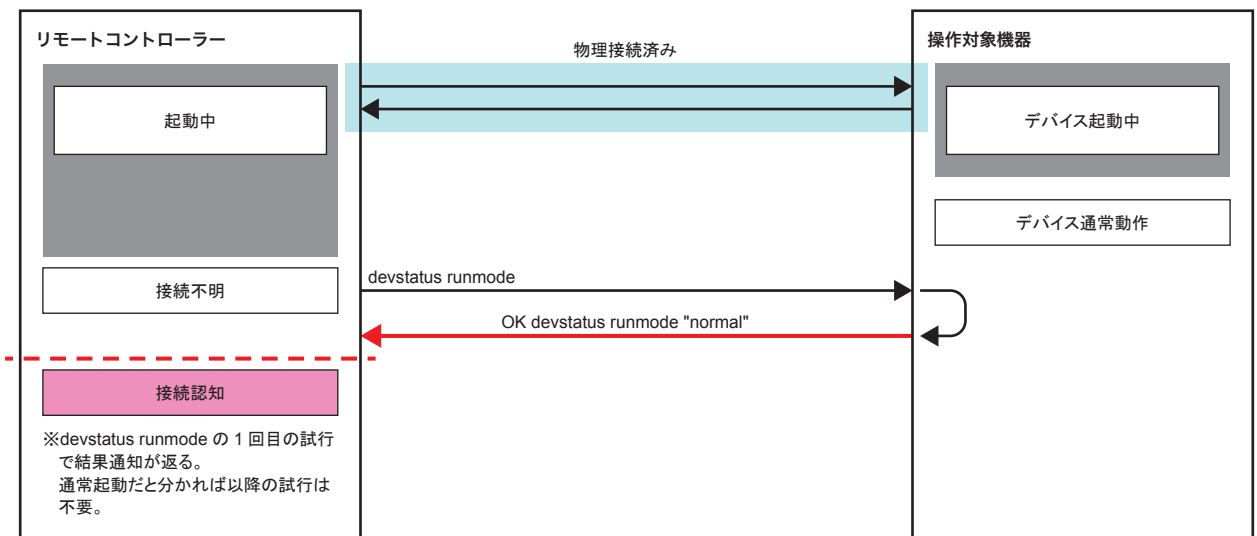 リモートコントローラー
物理接続済み
操作対象機器
起動中
デバイス起動中
デバイス通常動作
接続不明
devstatus runmode
OK devstatus runmode "normal"
接続認知
※devstatus runmode の 1 回目の試行
で結果通知が返る。
通常起動だと分かれば以降の試行は
不要。